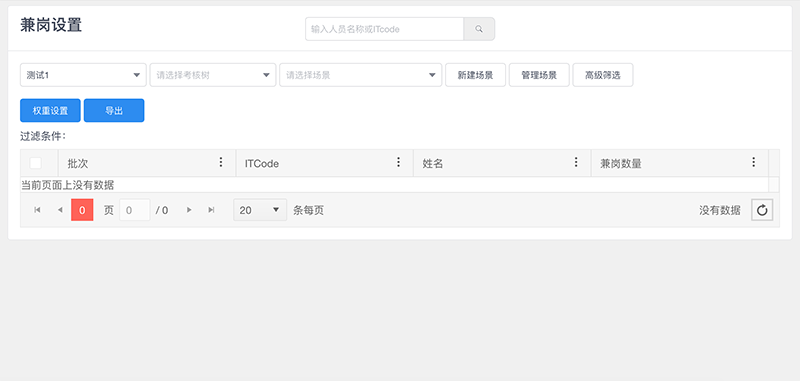 兼岗设置
输入人员名称或ITcode
测试1 请选择考核树 请选择场景 新建场景 管理场景 高级筛选
权重设置 导出
过滤条件：
批次 ITCode 姓名 兼岗数量
当前页面上没有数据
0 页 0 / 0 20 条每页 没有数据